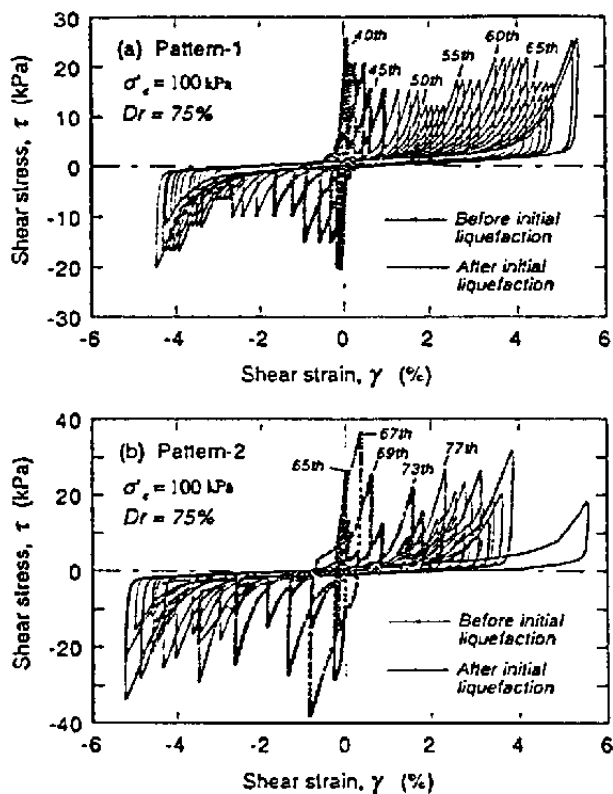 (a) Pattern-1
σ'c = 100 kPa
Dr = 75%
40th
45th
50th
55th
60th
65th
Before initial
liquefaction
After initial
liquefaction
Shear stress, τ (kPa)
30
20
10
0
-10
-20
-30
-6
-4
-2
0
2
4
6
Shear strain, γ (%)
(b) Pattern-2
σ'c = 100 kPa
Dr = 75%
65th
67th
69th
73th
77th
Before initial
liquefaction
After initial
liquefaction
Shear stress, τ (kPa)
40
20
0
-20
-40
-6
-4
-2
0
2
4
6
Shear strain, γ (%)